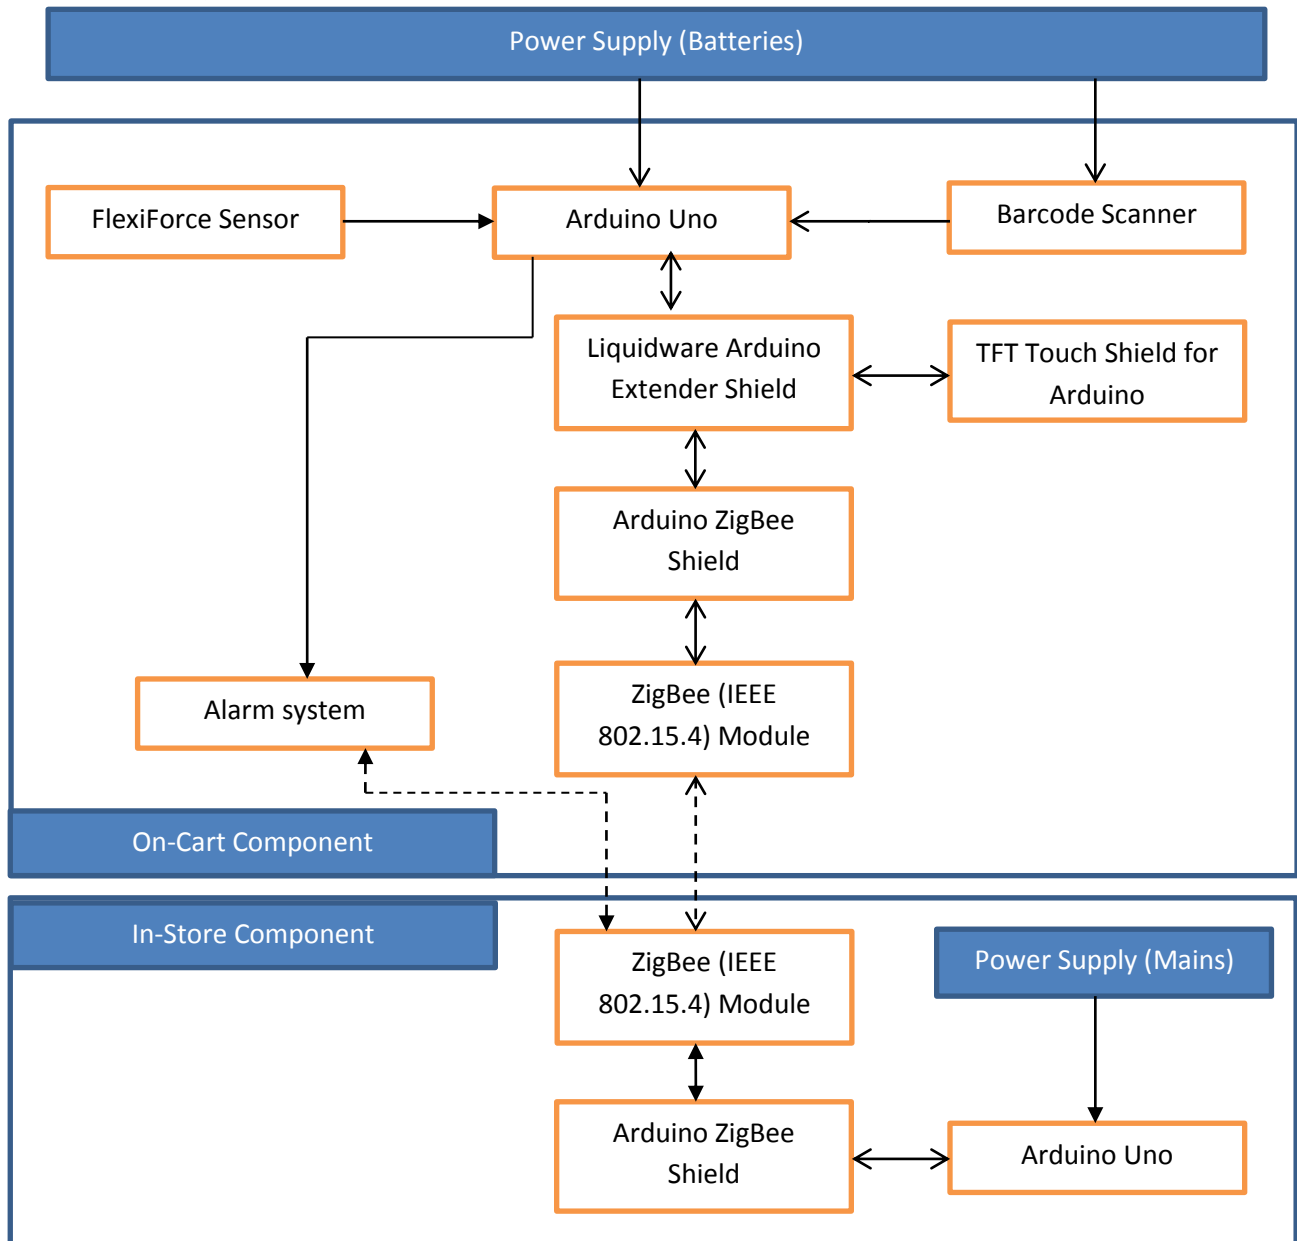 Power Supply (Batteries)
FlexiForce Sensor
Arduino Uno
Barcode Scanner
Liquidware Arduino
Extender Shield
TFT Touch Shield for
Arduino
Arduino ZigBee
Shield
Alarm system
ZigBee (IEEE
802.15.4) Module
On-Cart Component
In-Store Component
ZigBee (IEEE
802.15.4) Module
Power Supply (Mains)
Arduino ZigBee
Shield
Arduino Uno